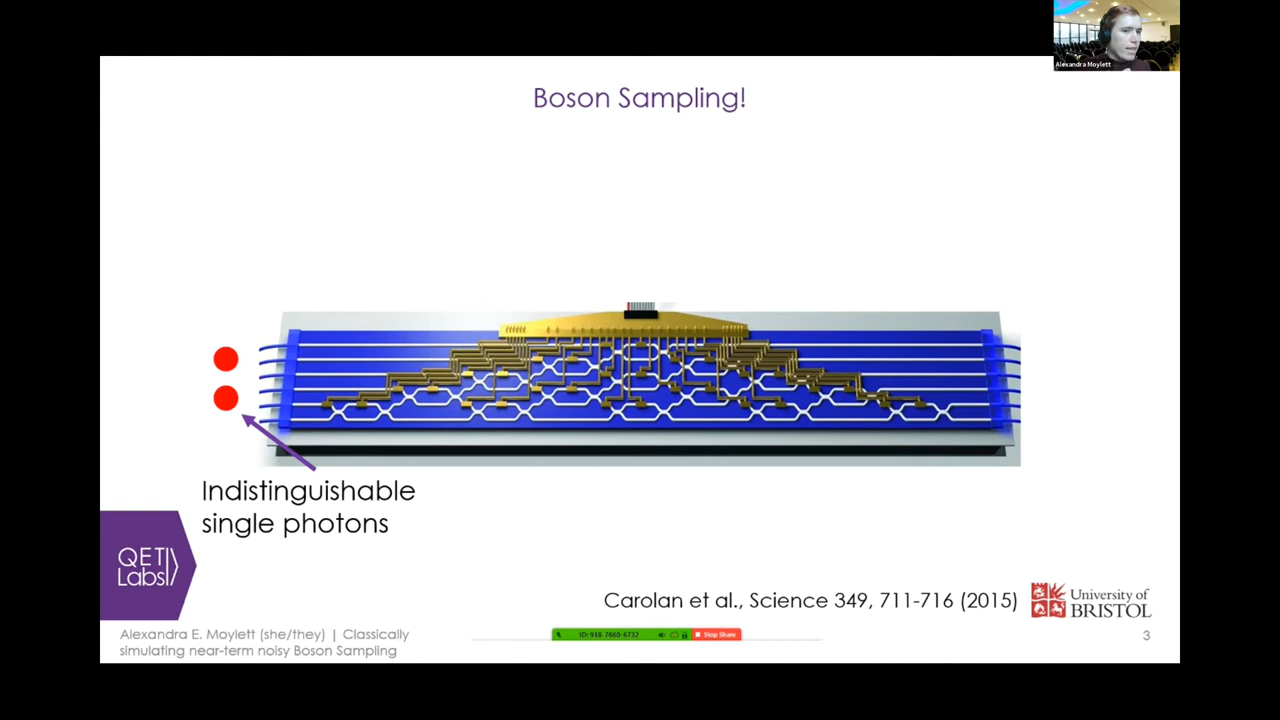 Alexandra Moylett
Boson Sampling!
Indistinguishable
single photons
QET
Labs
Carolan et al., Science 349, 711-716 (2015)
University of
BRISTOL
Alexandra E. Moylett (she/they) | Classically
simulating near-term noisy Boson Sampling
ID: 918-7660-6732
Stop Share
3